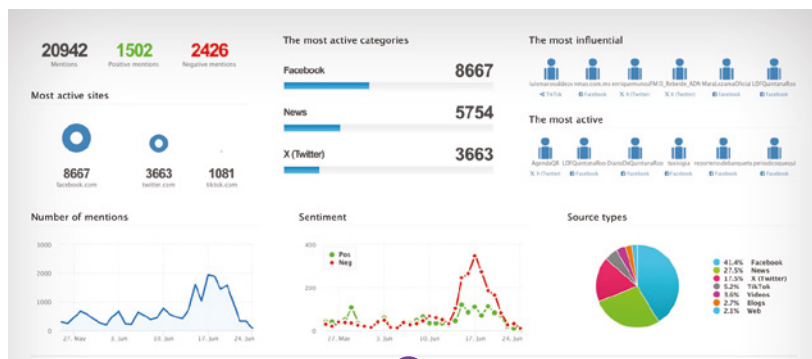 20942
Mentions
1502
Positive mentions
2426
Negative mentions
Most active sites
8667
facebook.com
3663
twitter.com
1081
tiktok.com
The most active categories
Facebook 8667
News 5754
X (Twitter) 3663
The most influential
TikTok Facebook X (Twitter) X (Twitter) Facebook Facebook
The most active
AgendaQR LDFQuintanaRoo DiarioDeQuintanaRoo
X (Twitter) Facebook Facebook Facebook Facebook Facebook
Number of mentions
3000
2000
1000
0
27. May 3. Jun 10. Jun 17. Jun 24. Jun
Sentiment
400
200
0
Pos
Neg
27. May 3. Jun 10. Jun 17. Jun 24. Jun
Source types
41.4% Facebook
27.5% News
17.5% X (Twitter)
5.2% TikTok
3.6% Videos
2.7% Blogs
2.1% Web